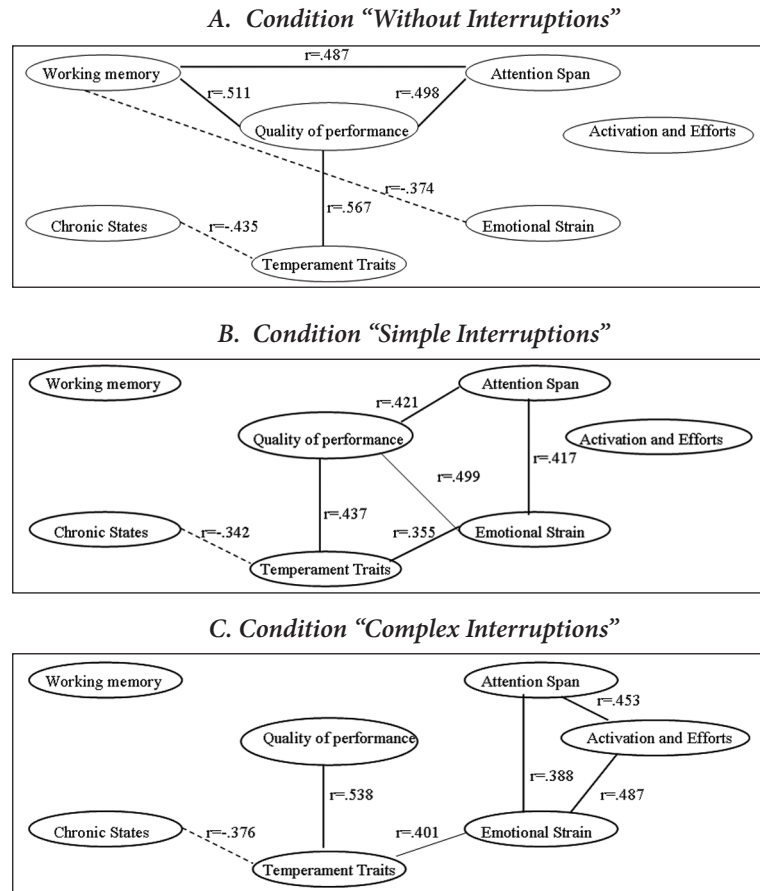 A. Condition “Without Interruptions”
r=.487
Working memory
Attention Span
r=.511
r=.498
Quality of performance
Activation and Efforts
r=-.374
r=.567
Chronic States
r=-.435
Emotional Strain
Temperament Traits
B. Condition “Simple Interruptions”
Working memory
Attention Span
r=.421
Quality of performance
Activation and Efforts
r=.417
r=.499
r=.437
Chronic States
r=-.342
r=.355
Emotional Strain
Temperament Traits
C. Condition “Complex Interruptions”
Working memory
Attention Span
r=.453
Quality of performance
Activation and Efforts
r=.388
r=.487
r=.538
Chronic States
r=-.376
r=.401
Emotional Strain
Temperament Traits